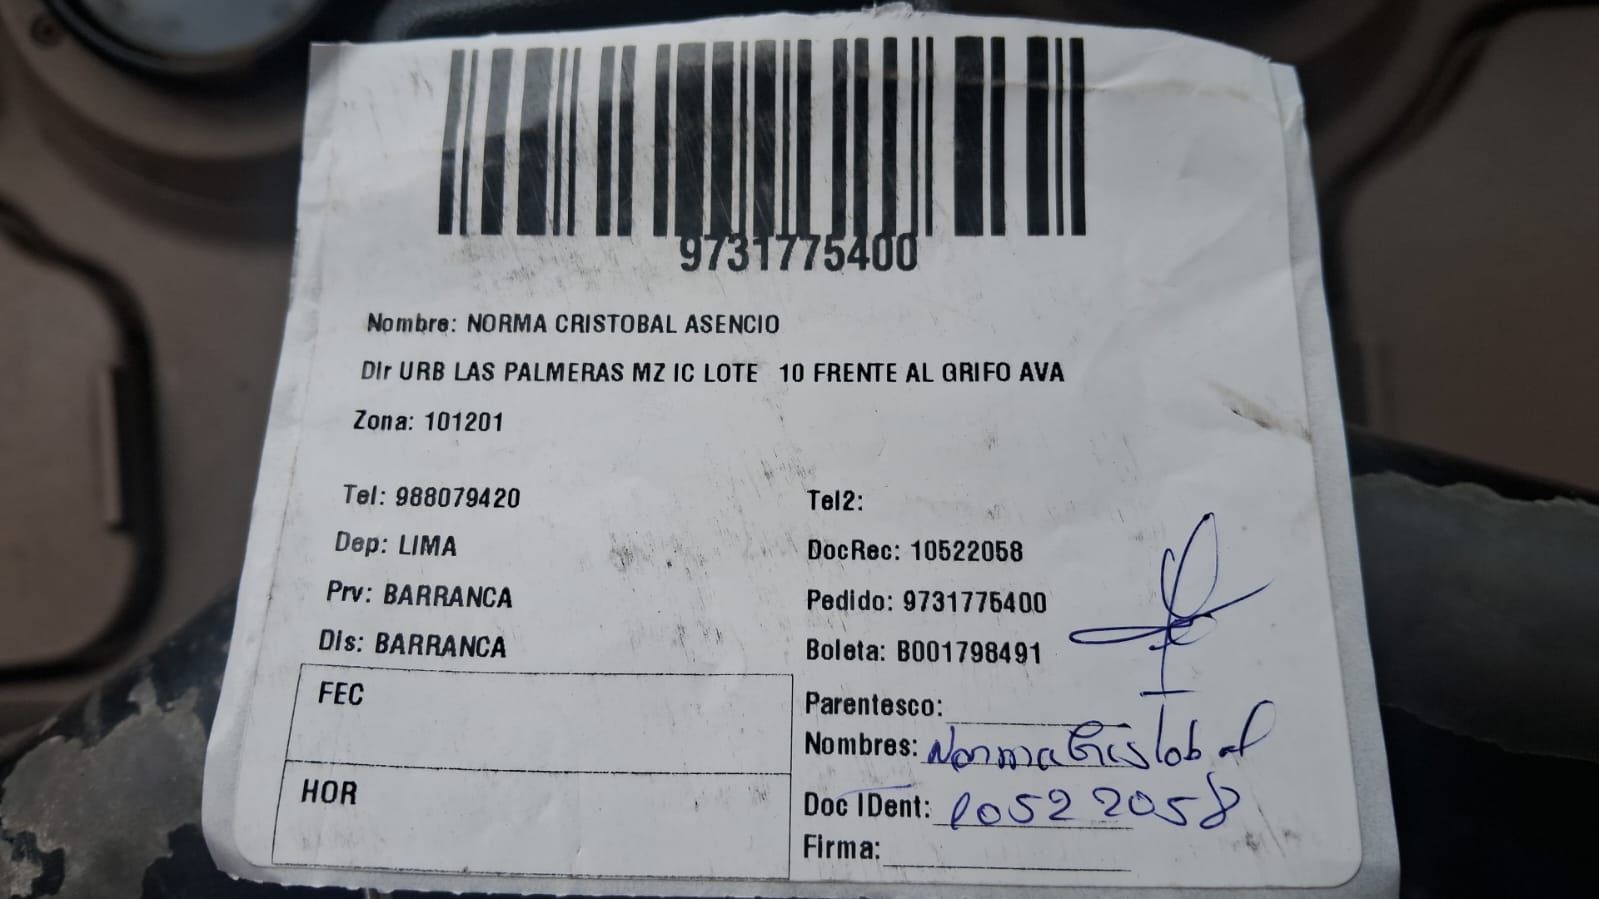 9731775400
Nombre: NORMA CRISTOBAL ASENCIO
Dir URB LAS PALMERAS MZ IC LOTE 10 FRENTE AL GRIFO AVA
Zona: 101201
Tel: 988079420
Tel2:
Dep: LIMA
DocRec: 10522058
Prv: BARRANCA
Pedido: 9731775400
Dis: BARRANCA
Boleta: B001798491
FEC
Parentesco:
Nombres: Norma Cristobal
HOR
Doc IDent: 10522058
Firma: